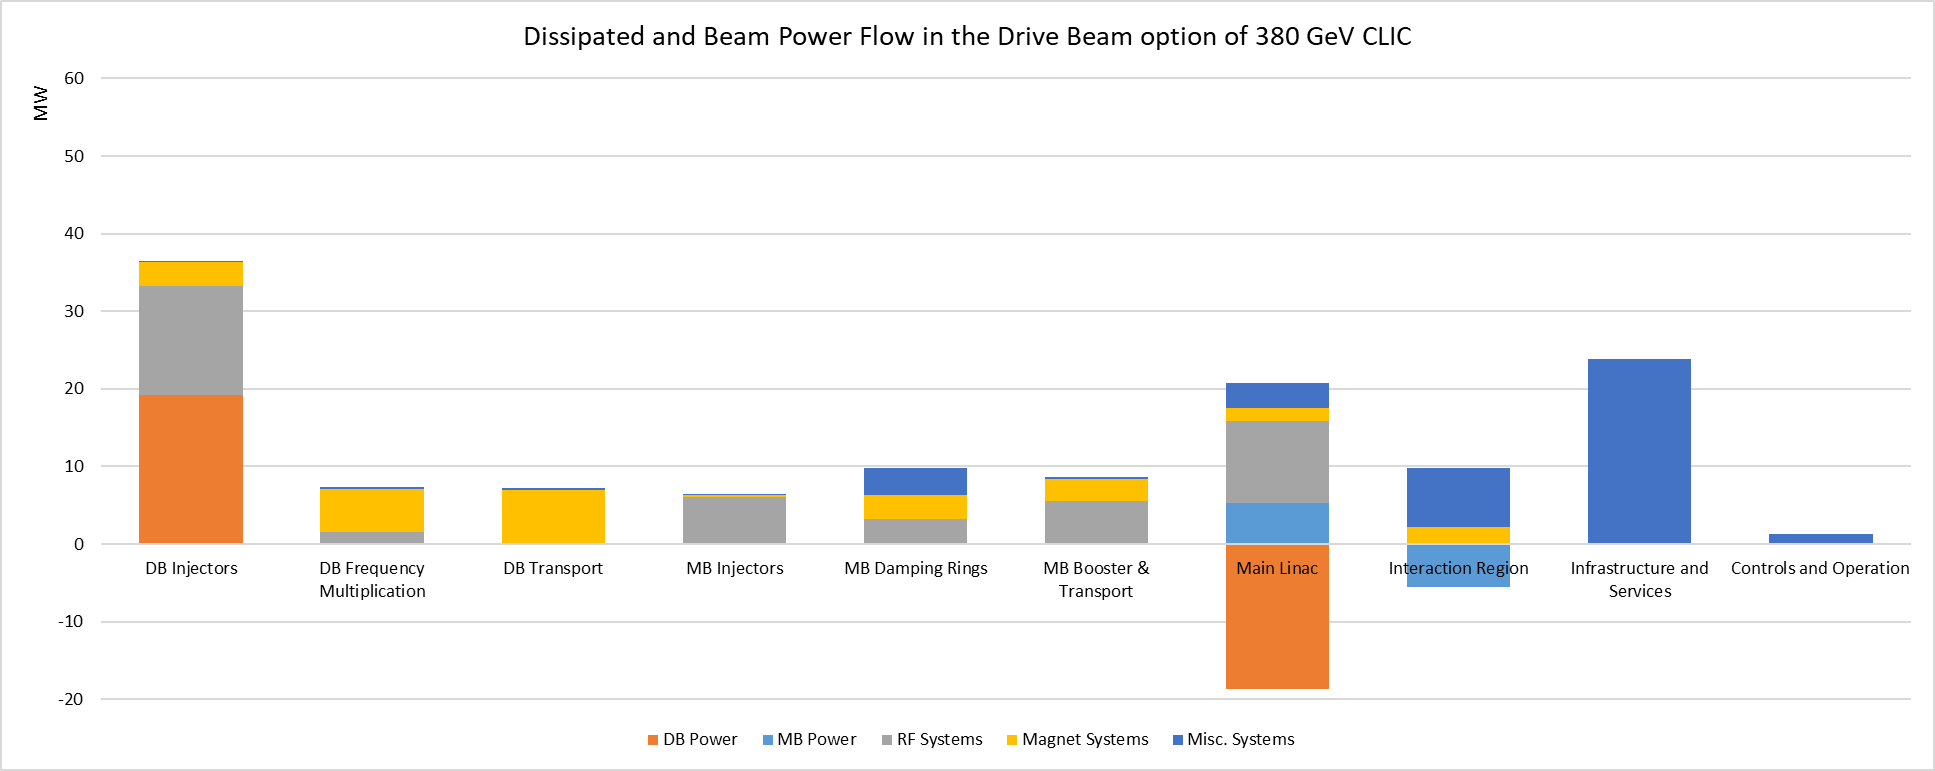 Dissipated and Beam Power Flow in the Drive Beam option of 380 GeV CLIC
MW
60
50
40
30
20
10
0
-10
-20
DB Injectors
DB Frequency
Multiplication
DB Transport
MB Injectors
MB Damping Rings
MB Booster &
Transport
Main Linac
Interaction Region
Infrastructure and
Services
Controls and Operation
DB Power
MB Power
RF Systems
Magnet Systems
Misc. Systems